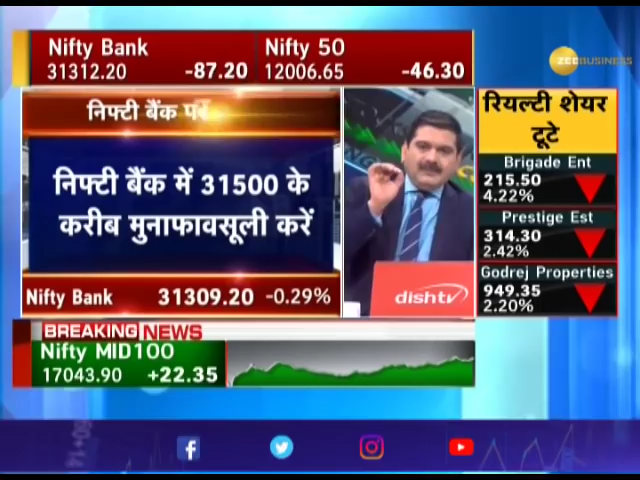 Nifty Bank
31312.20 -87.20
Nifty 50
12006.65 -46.30
ZEEBUSINESS
निफ्टी बैंक
निफ्टी बैंक में 31500 के
करीब मुनाफावसूली करें
Nifty Bank 31309.20 -0.29%
dishtv
रियल्टी शेयर
टूटे
Brigade Ent
215.50
4.22%
Prestige Est
314.30
2.42%
Godrej Properties
949.35
2.20%
BREAKING NEWS
Nifty MID100
17043.90 +22.35